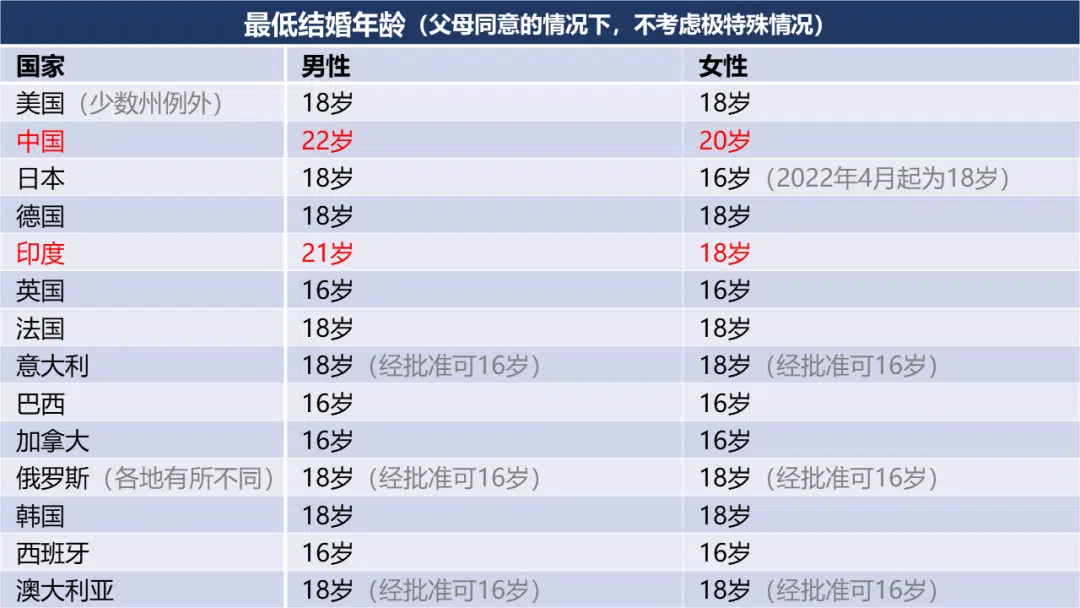 最低结婚年龄（父母同意的情况下，不考虑极特殊情况）
国家 男性 女性
美国（少数州例外） 18岁 18岁
中国 22岁 20岁
日本 18岁 16岁（2022年4月起为18岁）
德国 18岁 18岁
印度 21岁 18岁
英国 16岁 16岁
法国 18岁 18岁
意大利 18岁（经批准可16岁） 18岁（经批准可16岁）
巴西 16岁 16岁
加拿大 16岁 16岁
俄罗斯（各地有所不同） 18岁（经批准可16岁） 18岁（经批准可16岁）
韩国 18岁 18岁
西班牙 16岁 16岁
澳大利亚 18岁（经批准可16岁） 18岁（经批准可16岁）